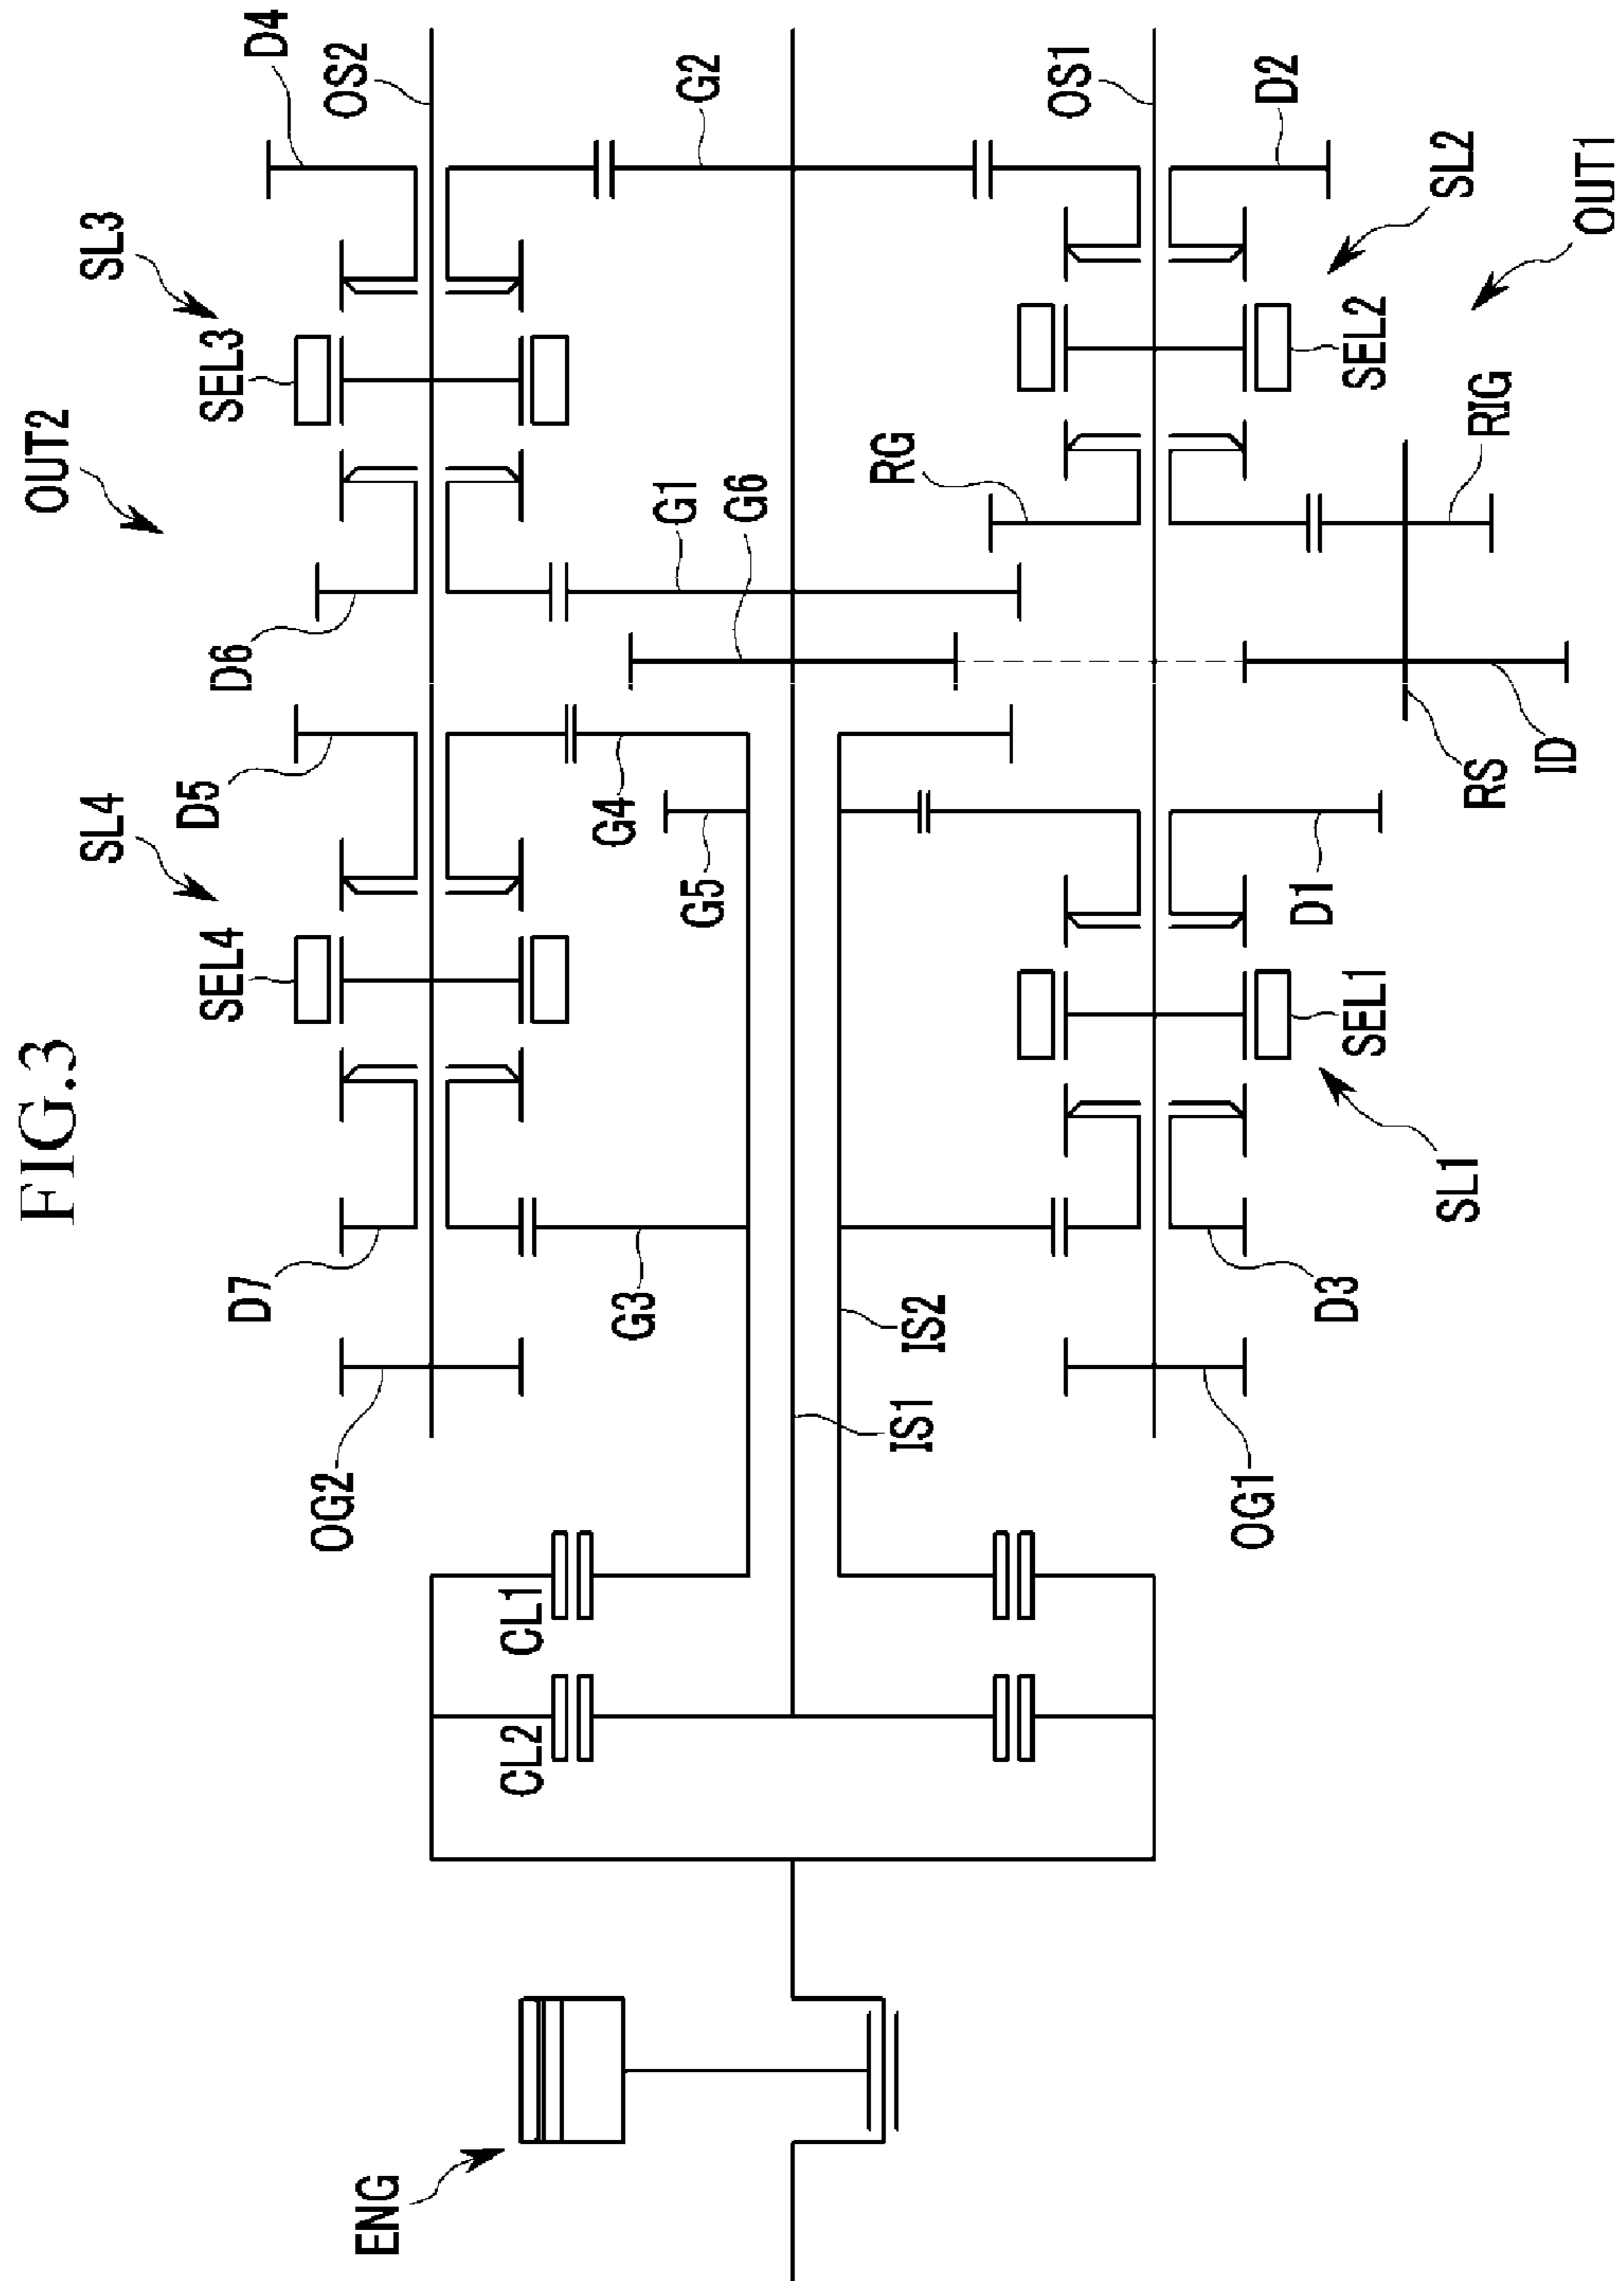 FIG.3
ENG
CL2
CL1
OG2
OG1
IS1
IS2
D7
G3
D3
SL1
SEL1
SEL4
SL4
D5
G4
G5
D1
RS
ID
D6
G1
G6
RG
RIG
OUT2
SEL3
SL3
SEL2
SL2
OUT1
D4
OS2
G2
OS1
D2